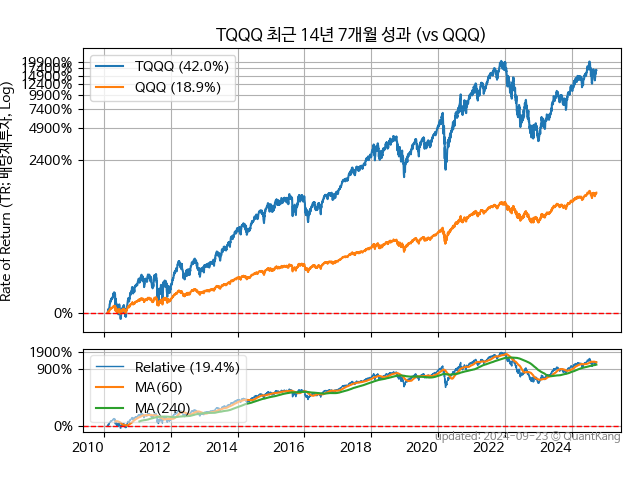 TQQQ 최근 14년 7개월 성과 (vs QQQ)
Rate of Return (TR; 배당재투자, Log)
19900%
17400%
14900%
12400%
9900%
7400%
4900%
2400%
0%
TQQQ (42.0%)
QQQ (18.9%)
1900%
900%
0%
Relative (19.4%)
MA(60)
MA(240)
2010 2012 2014 2016 2018 2020 2022 2024
Updated: 2024-09-23 © QuantKang